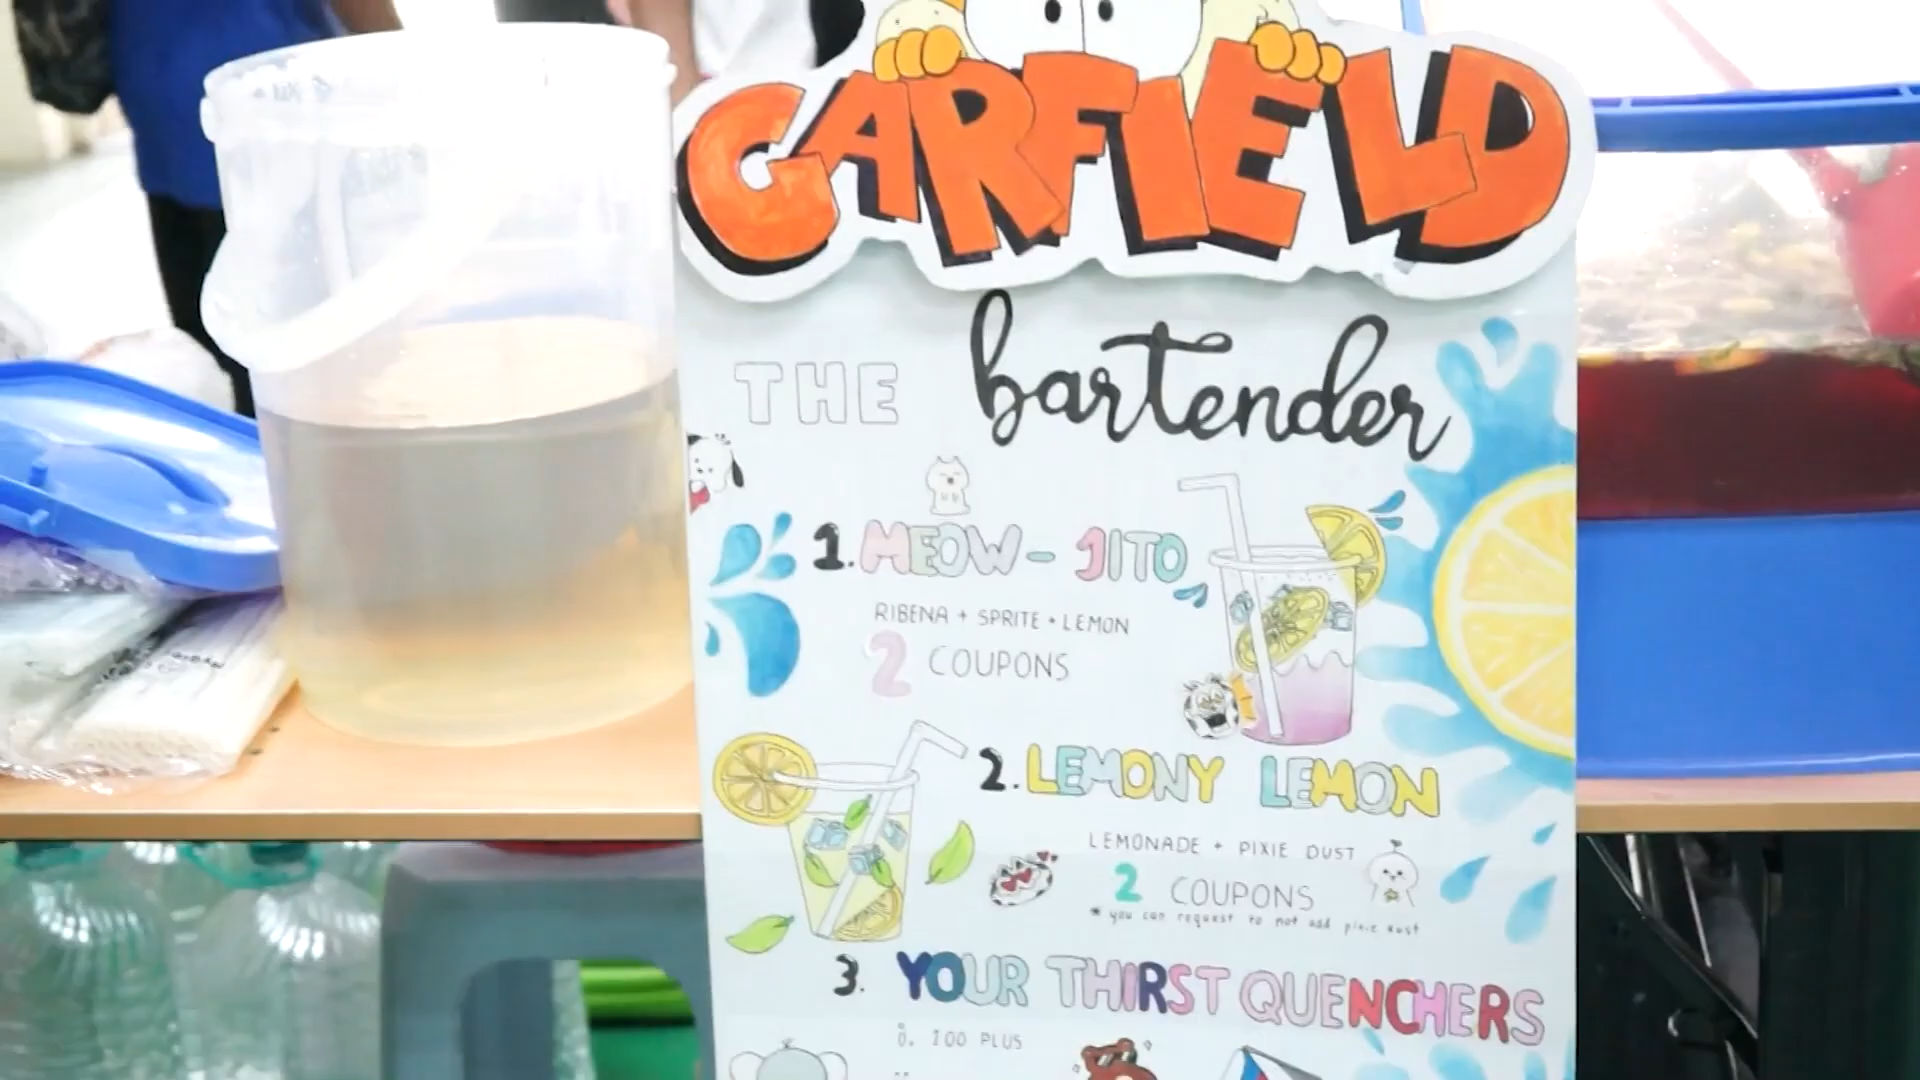 GARFIELD
THE bartender
1. MEOW-JITO
RIBENA + SPRITE + LEMON
2 COUPONS
2. LEMONY LEMON
LEMONADE + PIXIE DUST
2 COUPONS
* you can request to not add pixie dust
3. YOUR THIRST QUENCHERS
i. 100 PLUS